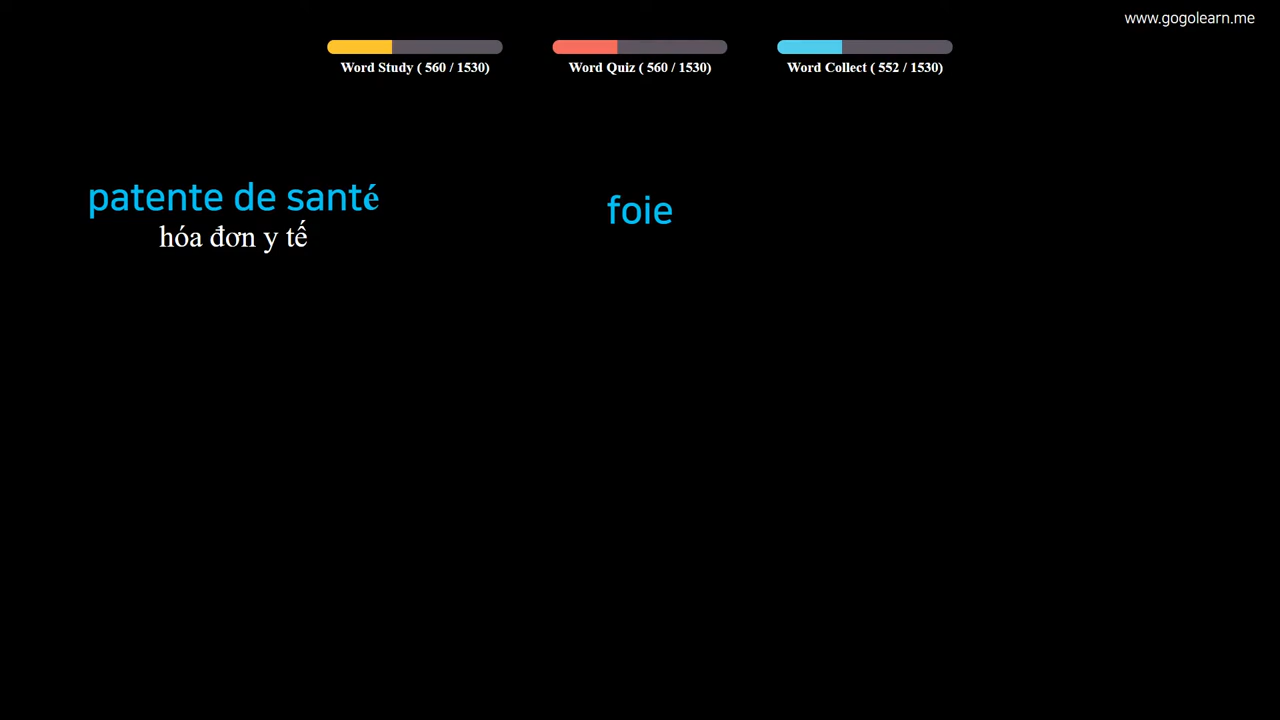 www.gogolearn.me
Word Study ( 560 / 1530)
Word Quiz ( 560 / 1530)
Word Collect ( 552 / 1530)
patente de santé
hóa đơn y tế
foie